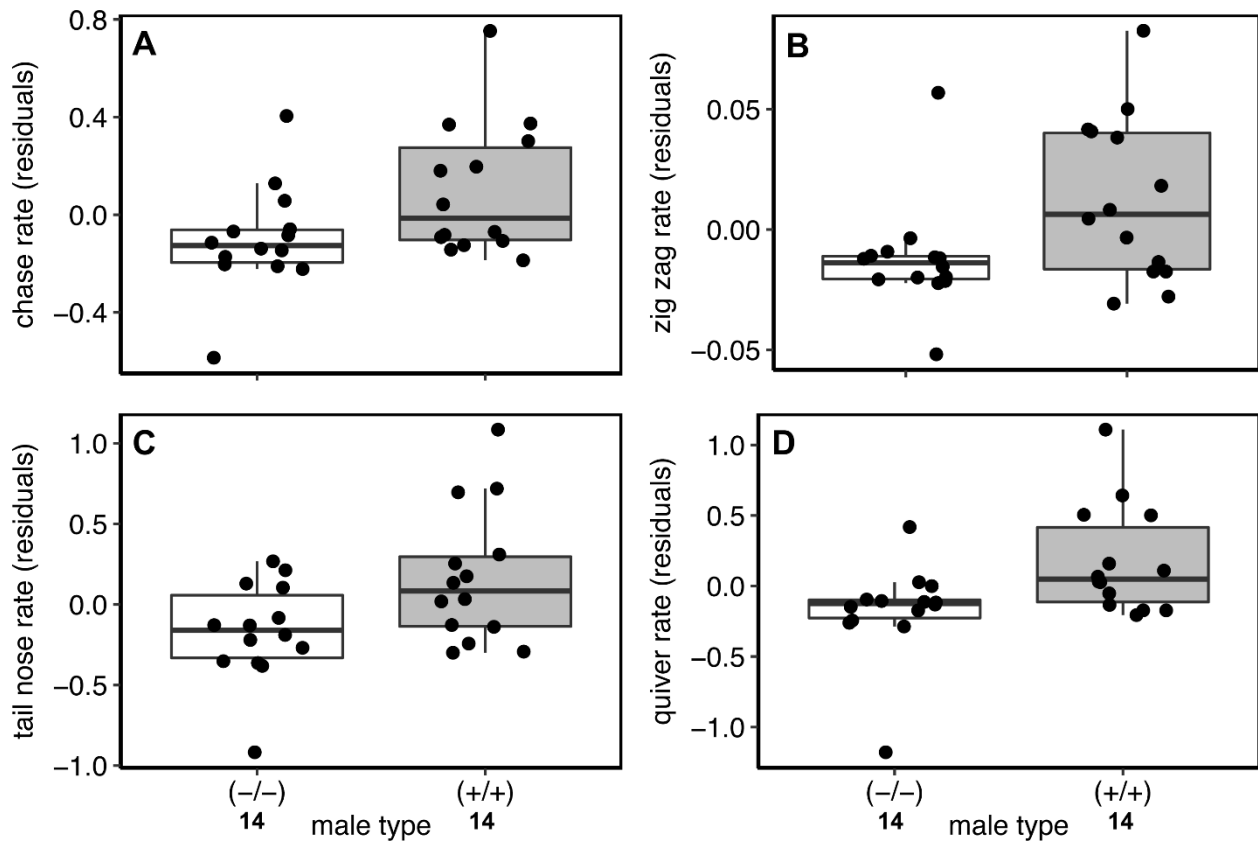 A
chase rate (residuals)
0.8
0.4
0.0
−0.4
B
zig zag rate (residuals)
0.05
0.00
−0.05
C
tail nose rate (residuals)
1.0
0.5
0.0
−0.5
−1.0
(−/−)
(+/+)
14
male type
14
D
quiver rate (residuals)
1.0
0.5
0.0
−0.5
−1.0
(−/−)
(+/+)
14
male type
14